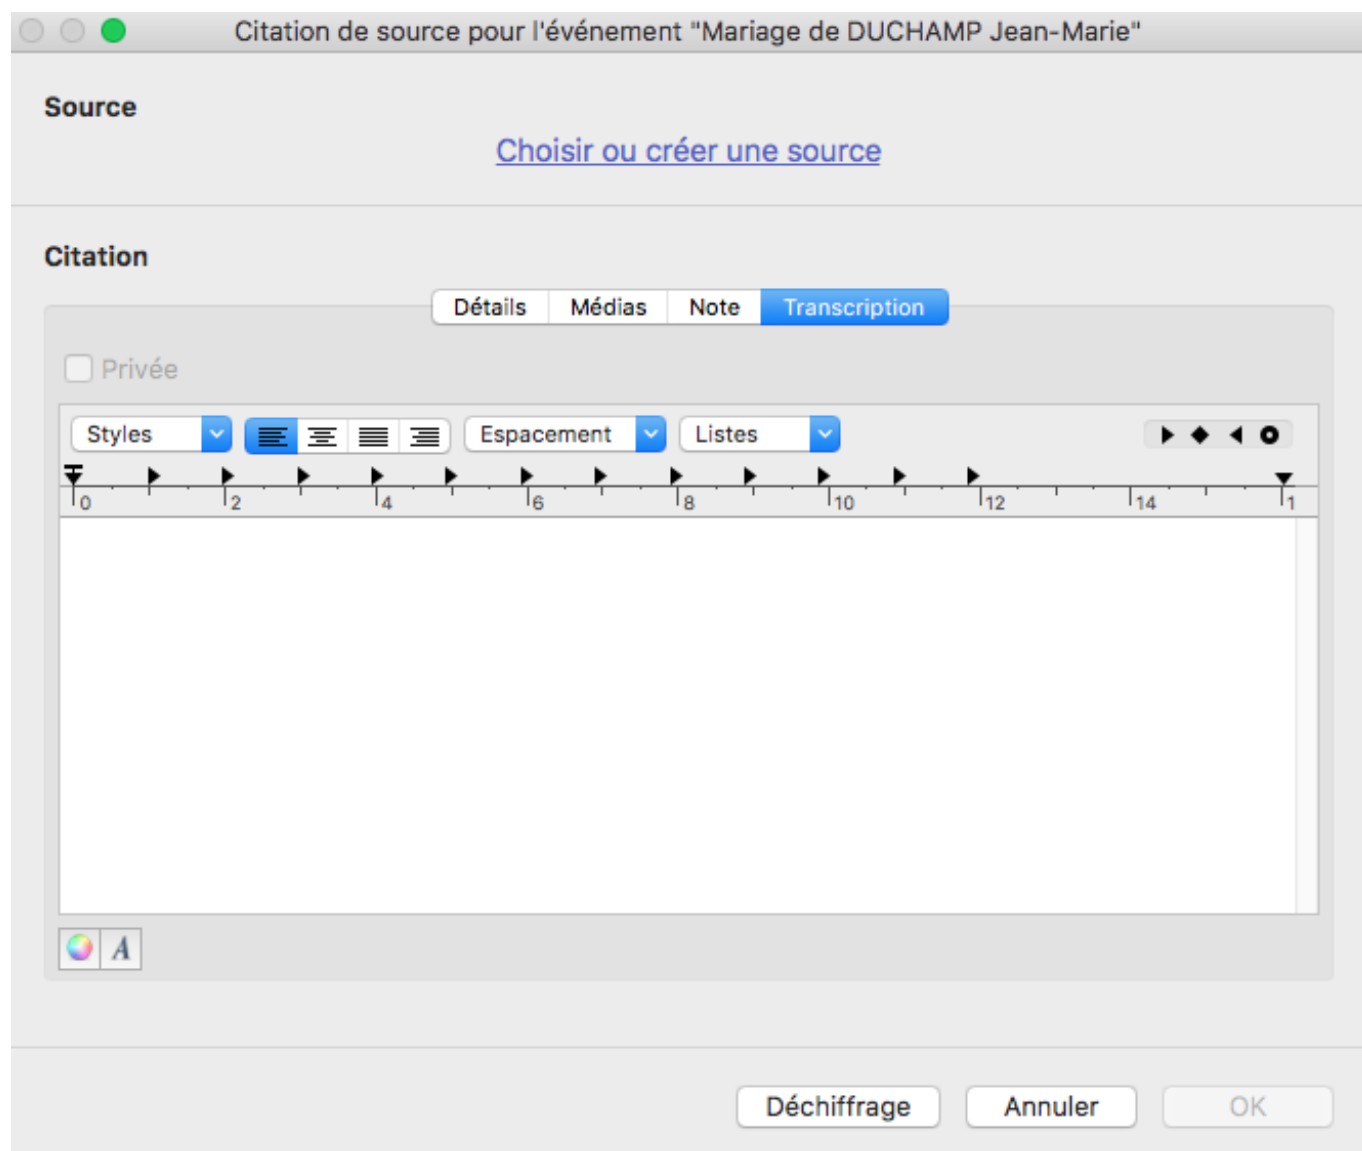 Citation de source pour l'événement "Mariage de DUCHAMP Jean-Marie"
Source
Choisir ou créer une source
Citation
Détails Médias Note Transcription
Privée
Styles Espacement Listes
0 2 4 6 8 10 12 14 1
A
Déchiffrage Annuler OK